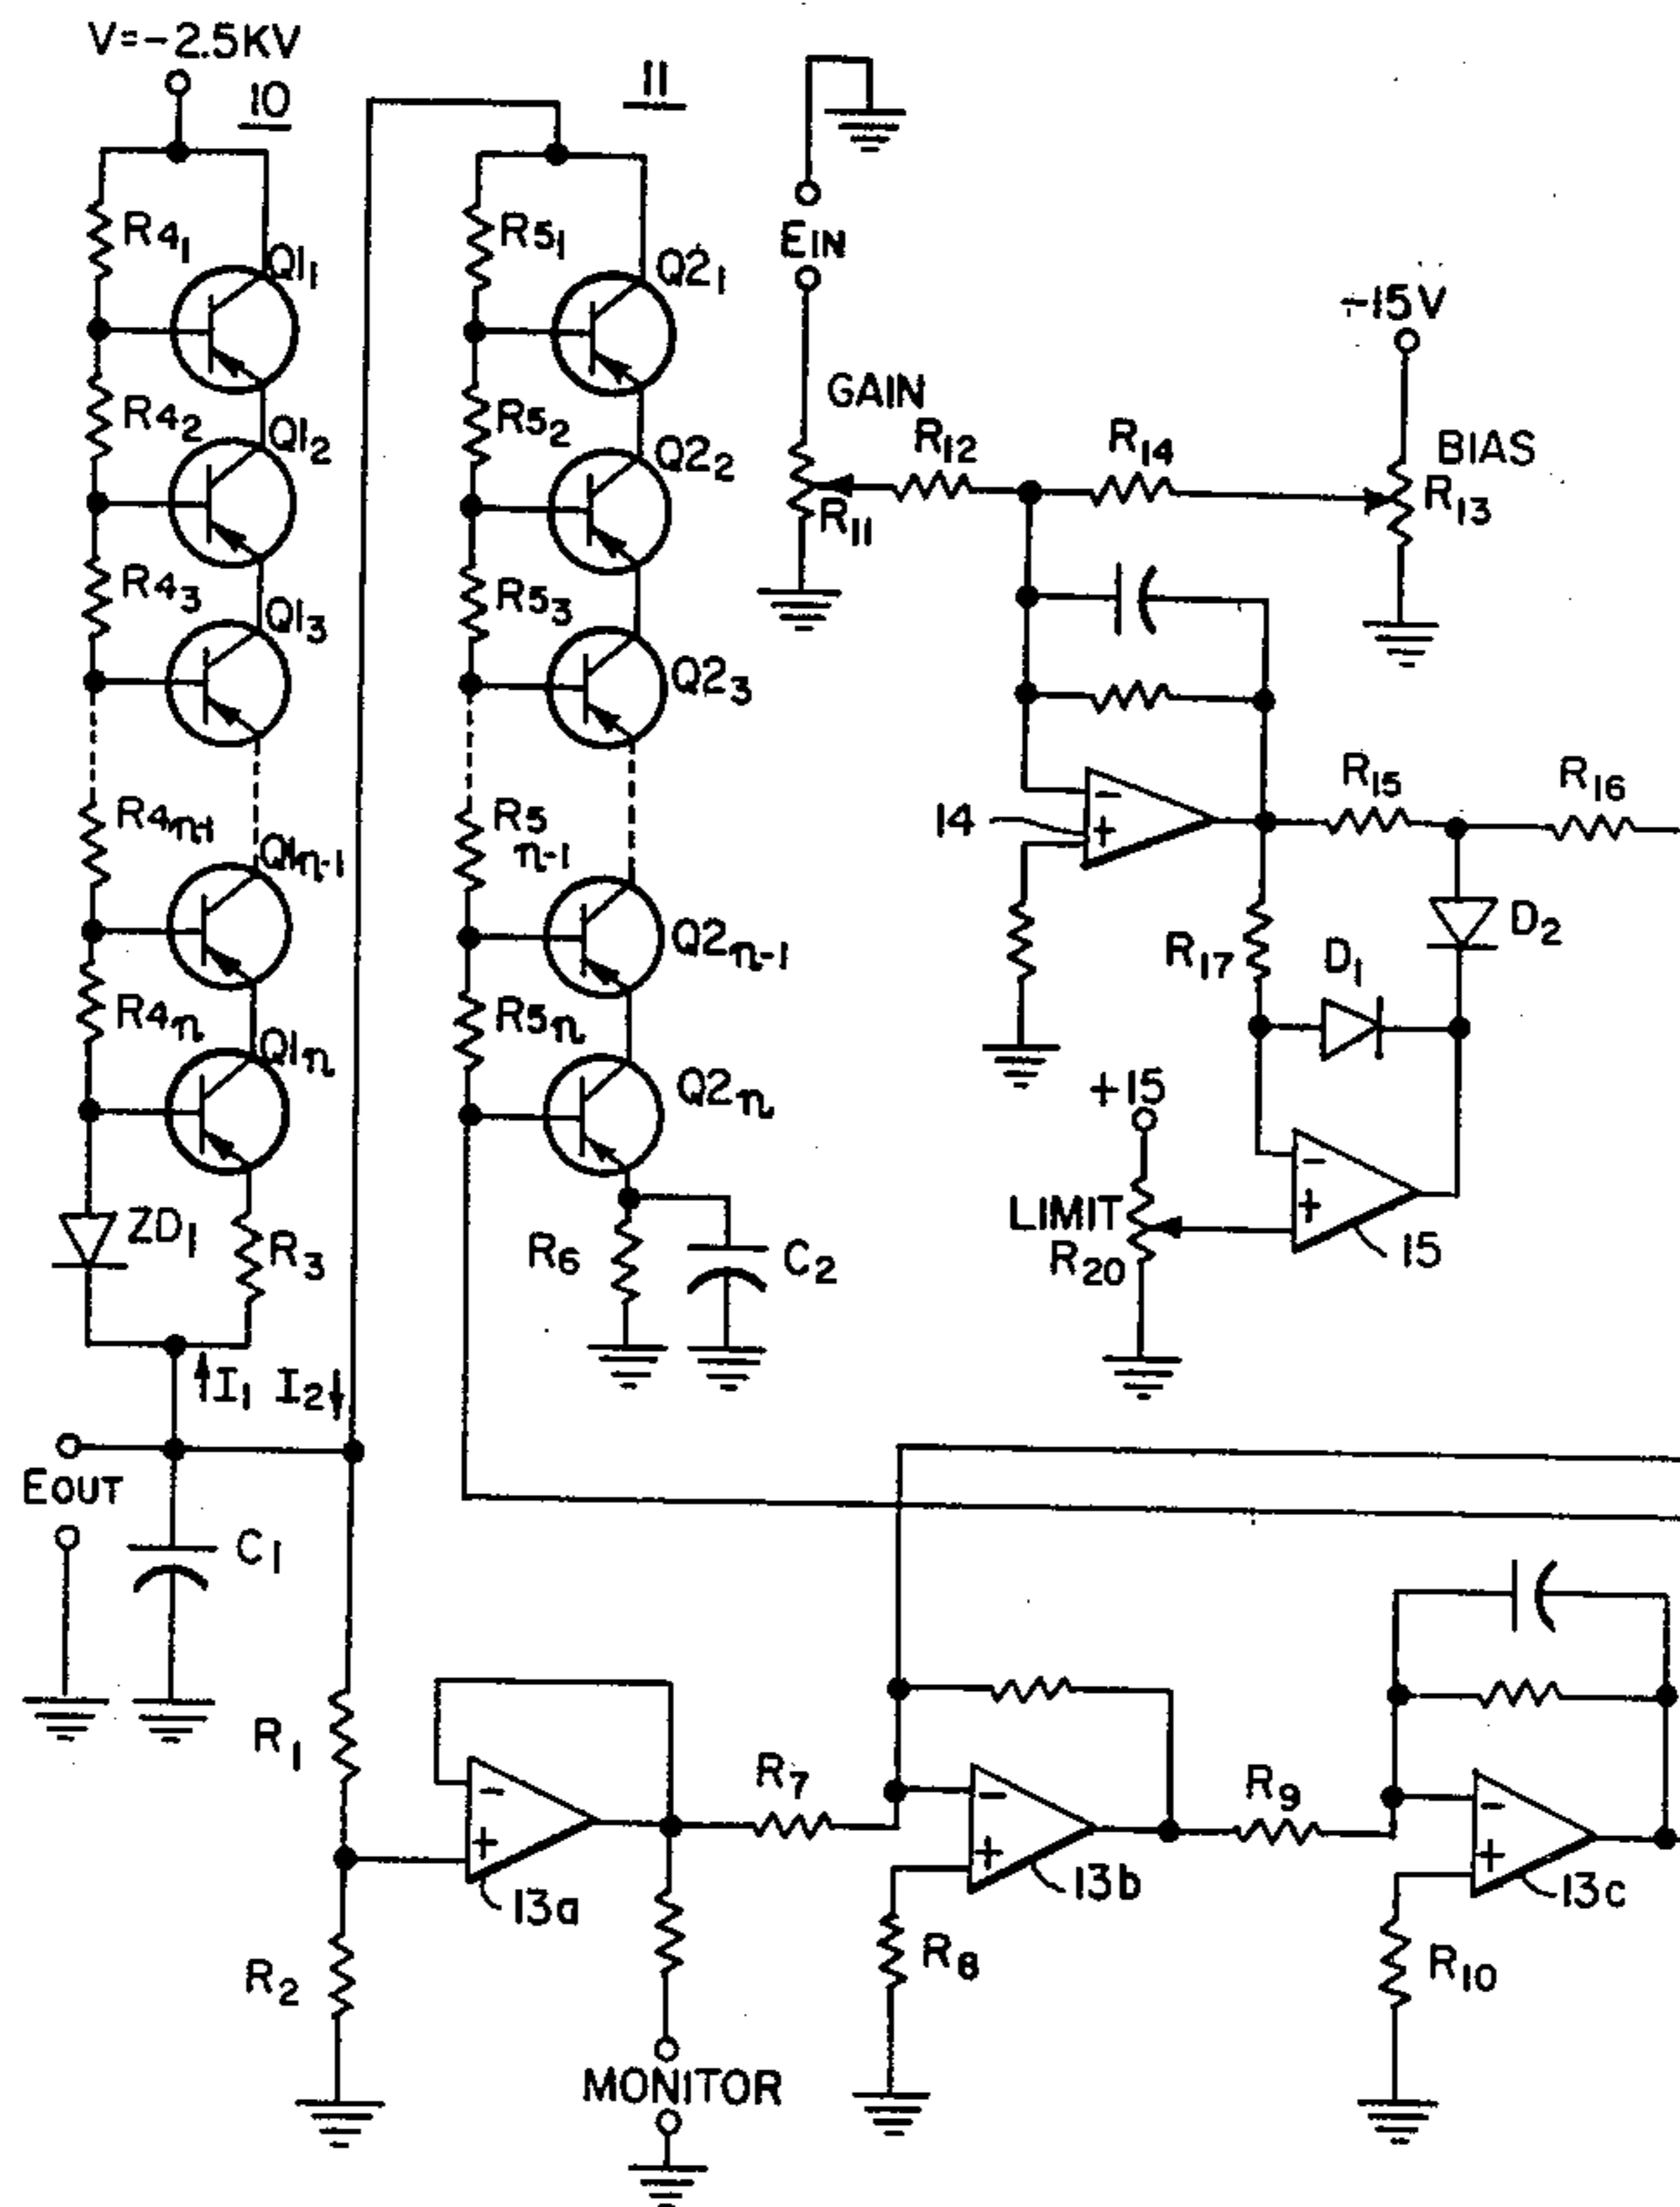 V=-2.5KV
10
11
EIN
R4₁
Q1₁
R5₁
Q2₁
-15V
GAIN
R4₂
Q1₂
R5₂
Q2₂
R12
R14
BIAS
R11
R13
R4₃
Q1₃
R5₃
Q2₃
R4n-1
Q1n-1
R5n-1
Q2n-1
14
-
+
R15
R16
R17
D1
D2
R4n
Q1n
R5n
Q2n
+15
LIMIT
R20
-
+
15
ZD1
R3
R6
C2
I1
I2
EOUT
C1
R1
R2
-
+
13a
R7
-
+
13b
R8
R9
-
+
13c
R10
MONITOR